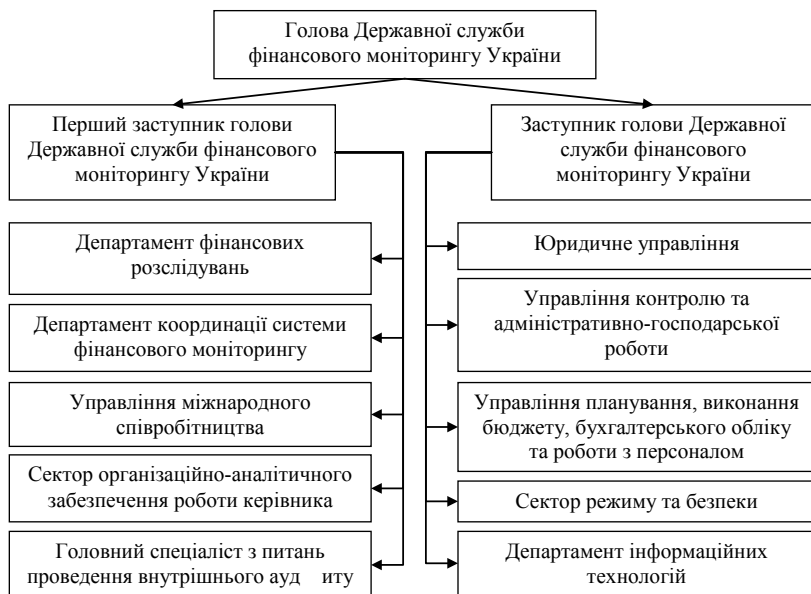 Голова Державної служби
фінансового моніторингу України
Перший заступник голови
Державної служби фінансового
моніторингу України
Заступник голови Державної
служби фінансового
моніторингу України
Департамент фінансових
розслідувань
Департамент координації системи
фінансового моніторингу
Управління міжнародного
співробітництва
Сектор організаційно-аналітичного
забезпечення роботи керівника
Головний спеціаліст з питань
проведення внутрішнього ауд иту
Юридичне управління
Управління контролю та
адміністративно-господарської
роботи
Управління планування, виконання
бюджету, бухгалтерського обліку
та роботи з персоналом
Сектор режиму та безпеки
Департамент інформаційних
технологій